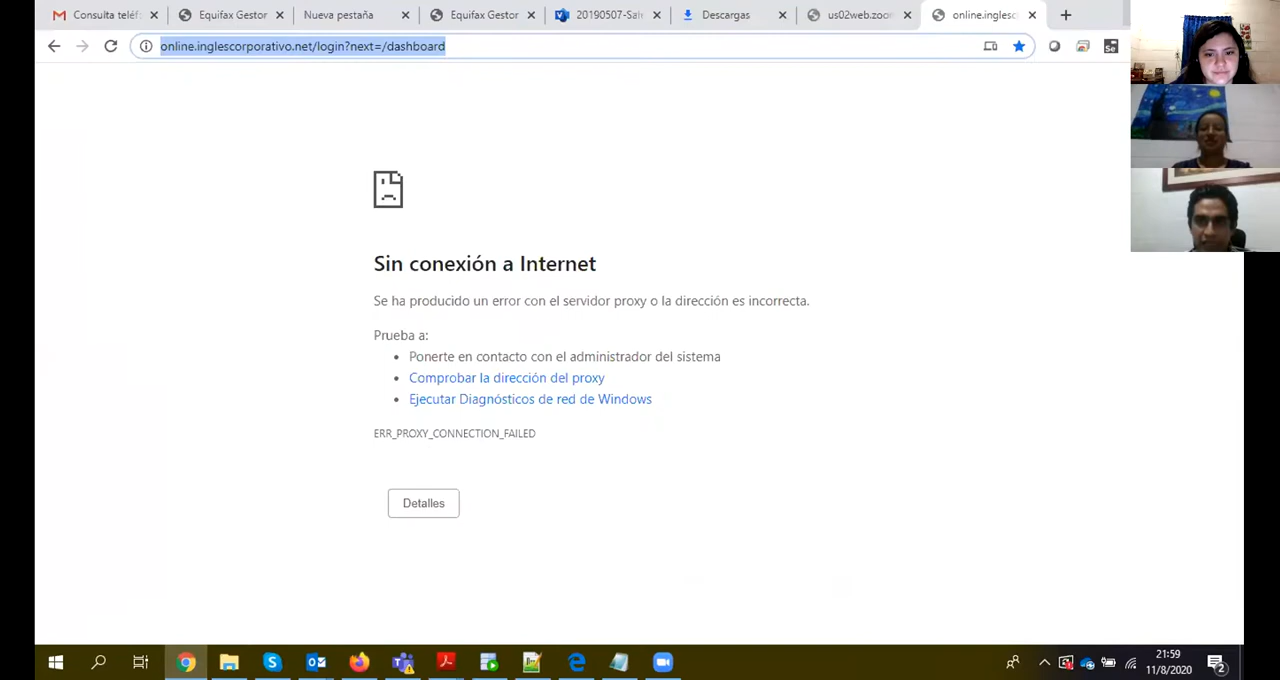 Consulta teléf
Equifax Gestor
Nueva pestaña
Equifax Gestor
20190507-Sal
Descargas
us02web.zoo
online.inglesc
online.inglescorporativo.net/login?next=/dashboard
Se
Sin conexión a Internet
Se ha producido un error con el servidor proxy o la dirección es incorrecta.
Prueba a:
• Ponerte en contacto con el administrador del sistema
• Comprobar la dirección del proxy
• Ejecutar Diagnósticos de red de Windows
ERR_PROXY_CONNECTION_FAILED
Detalles
21:59
11/8/2020
2